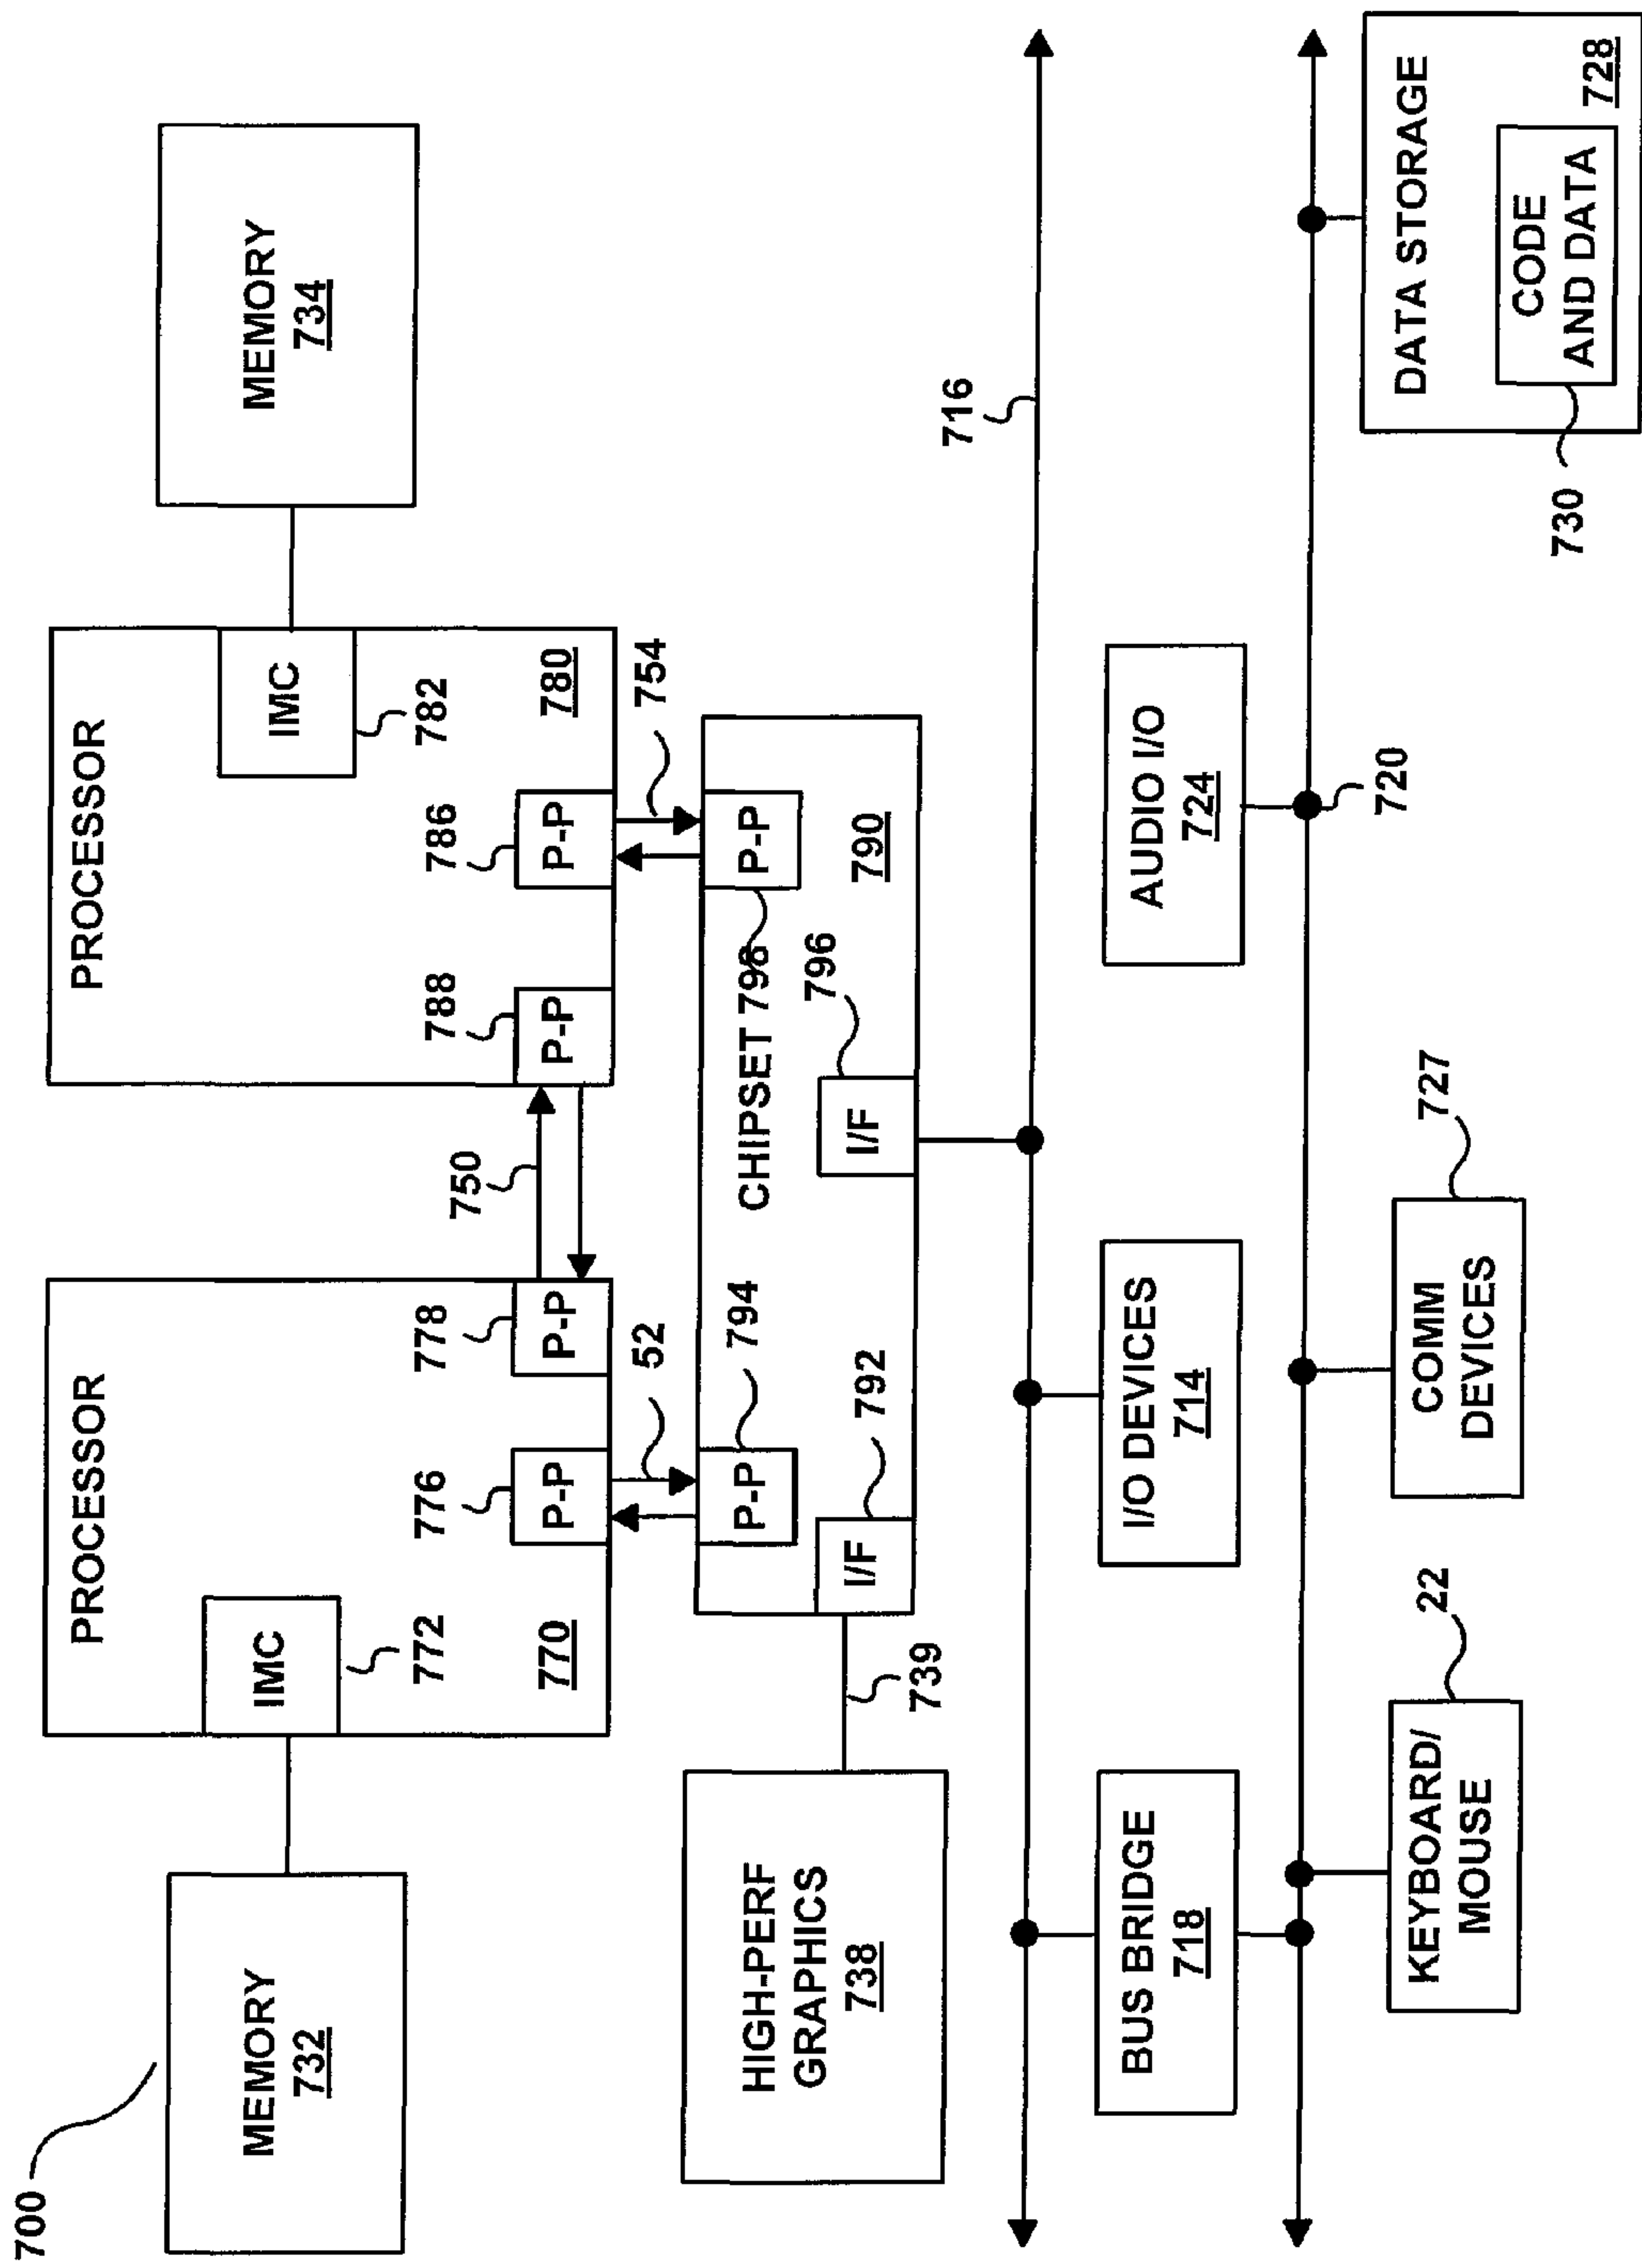 700
MEMORY
732
PROCESSOR
IMC
772
770
776
P-P
778
P-P
750
PROCESSOR
788
P-P
786
P-P
IMC
782
780
MEMORY
734
52
754
HIGH-PERF
GRAPHICS
738
739
P-P
794
I/F
792
CHIPSET 798
P-P
790
I/F
796
716
BUS BRIDGE
718
I/O DEVICES
714
AUDIO I/O
724
720
KEYBOARD/
MOUSE
22
COMM
DEVICES
727
DATA STORAGE
728
CODE
AND DATA
730